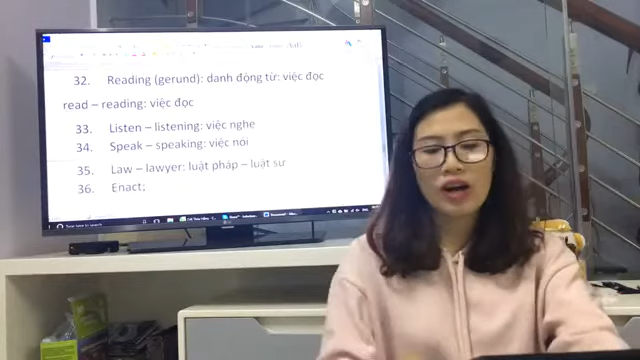 32. Reading (gerund): danh động từ: việc đọc
read – reading: việc đọc
33. Listen – listening: việc nghe
34. Speak – speaking: việc nói
35. Law – lawyer: luật pháp – luật sư
36. Enact;